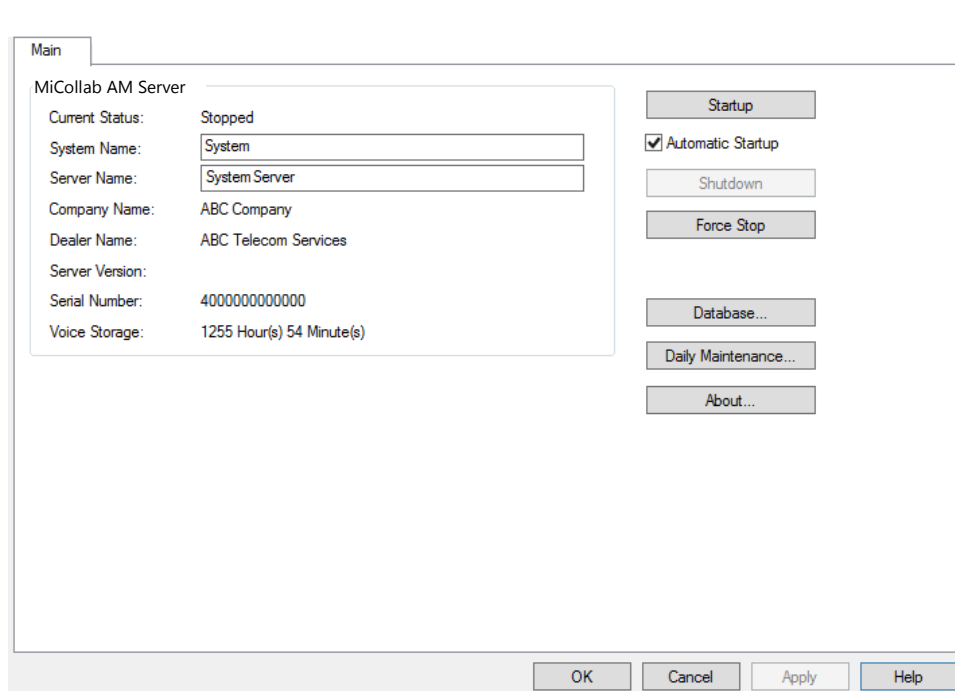 Main
MiCollab AM Server
Current Status: Stopped
System Name: System
Server Name: System Server
Company Name: ABC Company
Dealer Name: ABC Telecom Services
Server Version:
Serial Number: 4000000000000
Voice Storage: 1255 Hour(s) 54 Minute(s)
Startup
Automatic Startup
Shutdown
Force Stop
Database...
Daily Maintenance...
About...
OK Cancel Apply Help